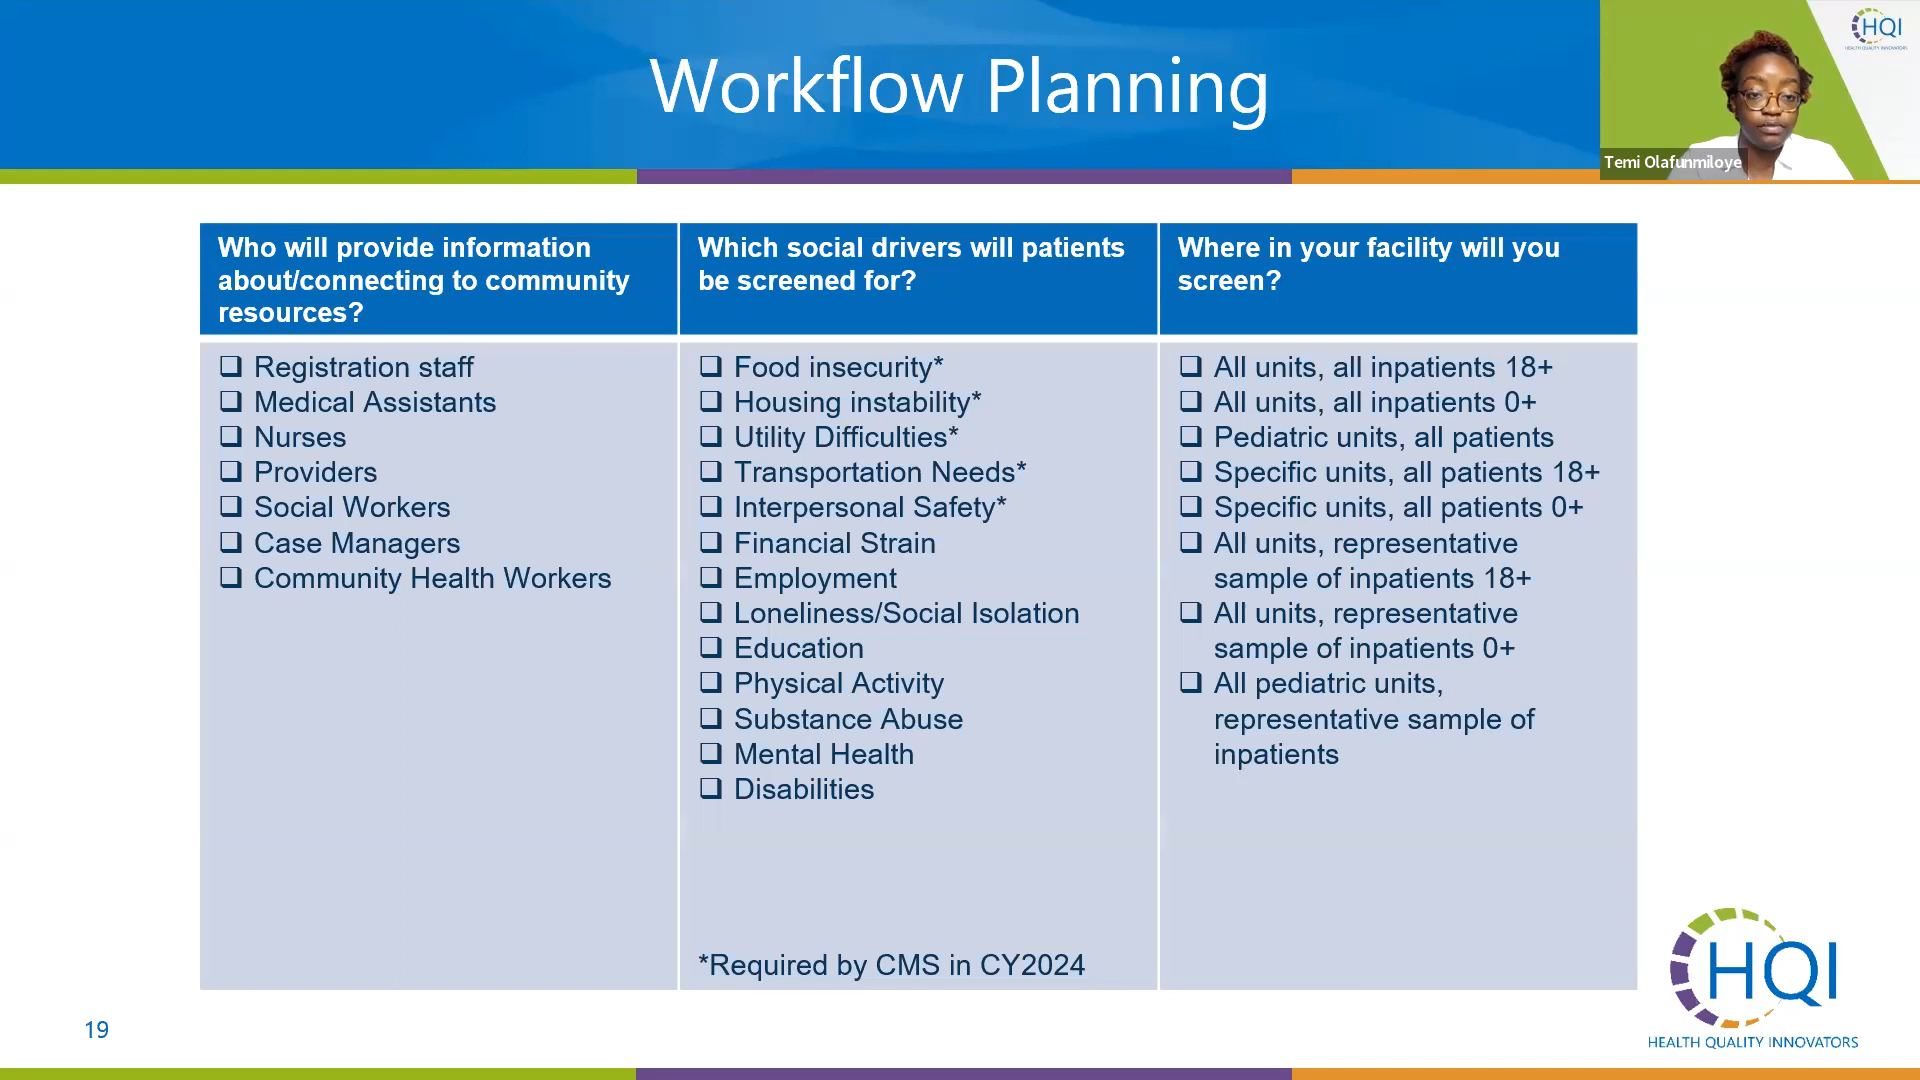 Workflow Planning
HQI
HEALTH QUALITY INNOVATORS
Temi Olafunmiloye
Who will provide information
about/connecting to community
resources?
Which social drivers will patients
be screened for?
Where in your facility will you
screen?
❑ Registration staff
❑ Medical Assistants
❑ Nurses
❑ Providers
❑ Social Workers
❑ Case Managers
❑ Community Health Workers
❑ Food insecurity*
❑ Housing instability*
❑ Utility Difficulties*
❑ Transportation Needs*
❑ Interpersonal Safety*
❑ Financial Strain
❑ Employment
❑ Loneliness/Social Isolation
❑ Education
❑ Physical Activity
❑ Substance Abuse
❑ Mental Health
❑ Disabilities
*Required by CMS in CY2024
❑ All units, all inpatients 18+
❑ All units, all inpatients 0+
❑ Pediatric units, all patients
❑ Specific units, all patients 18+
❑ Specific units, all patients 0+
❑ All units, representative
sample of inpatients 18+
❑ All units, representative
sample of inpatients 0+
❑ All pediatric units,
representative sample of
inpatients
19
HQI
HEALTH QUALITY INNOVATORS